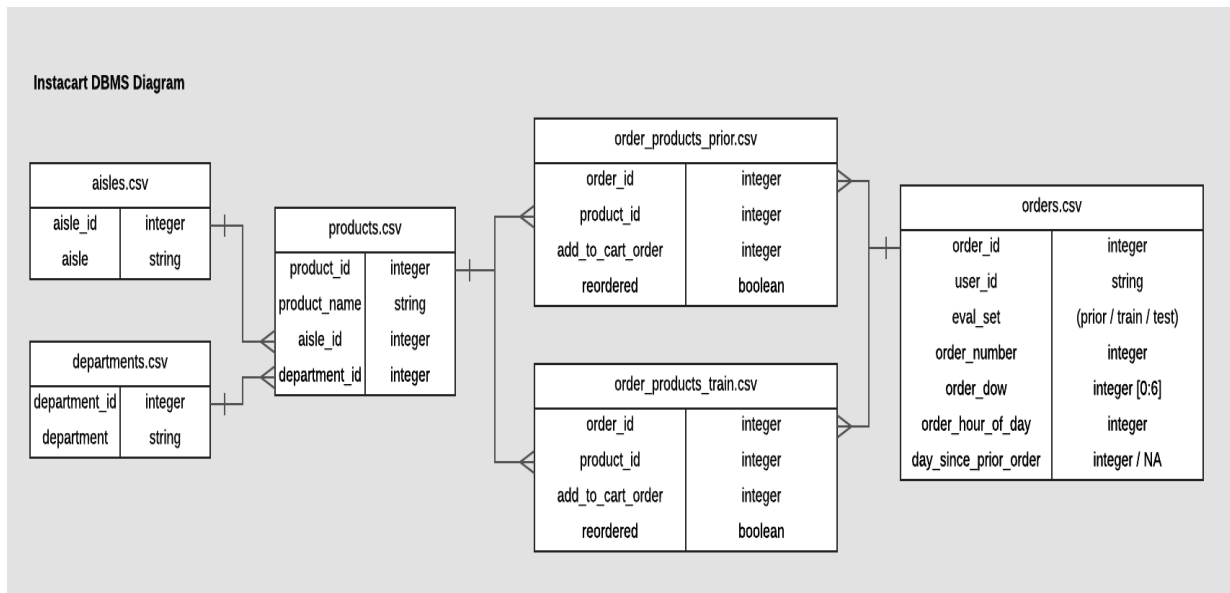 Instacart DBMS Diagram
aisles.csv
aisle_id integer
aisle string
departments.csv
department_id integer
department string
products.csv
product_id integer
product_name string
aisle_id integer
department_id integer
order_products_prior.csv
order_id integer
product_id integer
add_to_cart_order integer
reordered boolean
order_products_train.csv
order_id integer
product_id integer
add_to_cart_order integer
reordered boolean
orders.csv
order_id integer
user_id string
eval_set (prior / train / test)
order_number integer
order_dow integer [0:6]
order_hour_of_day integer
day_since_prior_order integer / NA